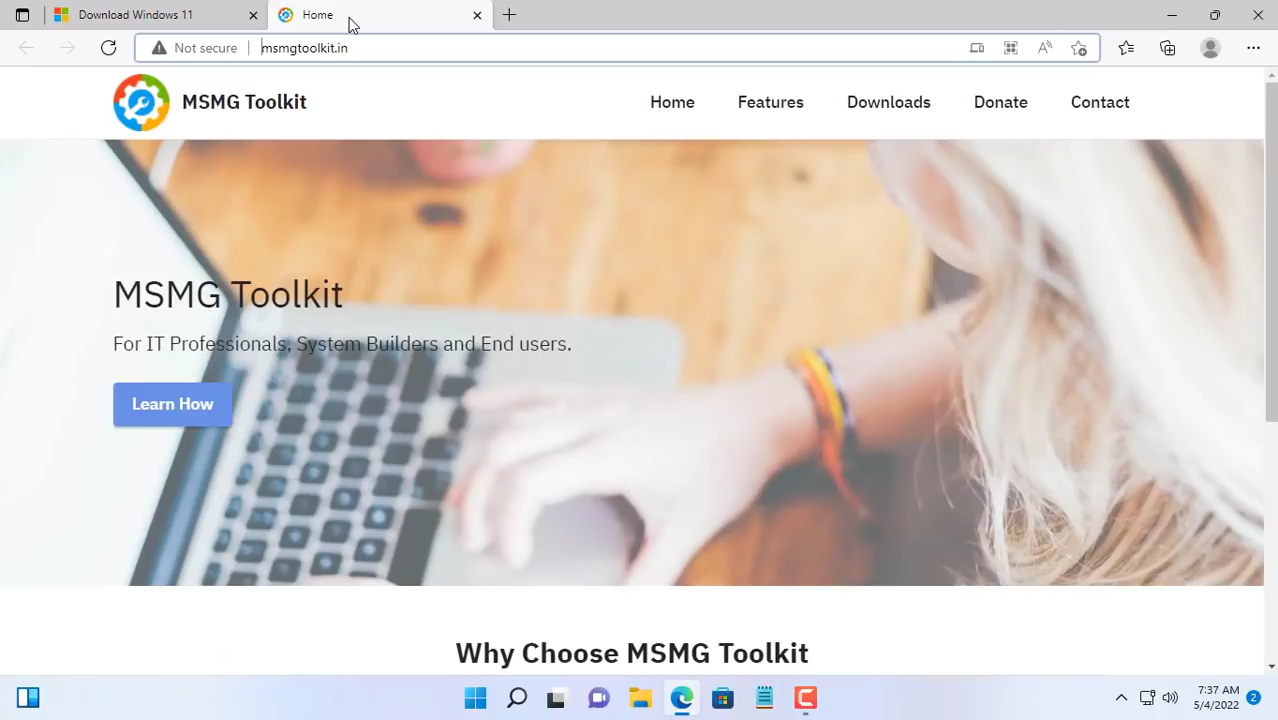 Download Windows 11
Home
Not secure
msmgtoolkit.in
MSMG Toolkit
Home
Features
Downloads
Donate
Contact
MSMG Toolkit
For IT Professionals, System Builders and End users.
Learn How
Why Choose MSMG Toolkit
7:37 AM
5/4/2022
2